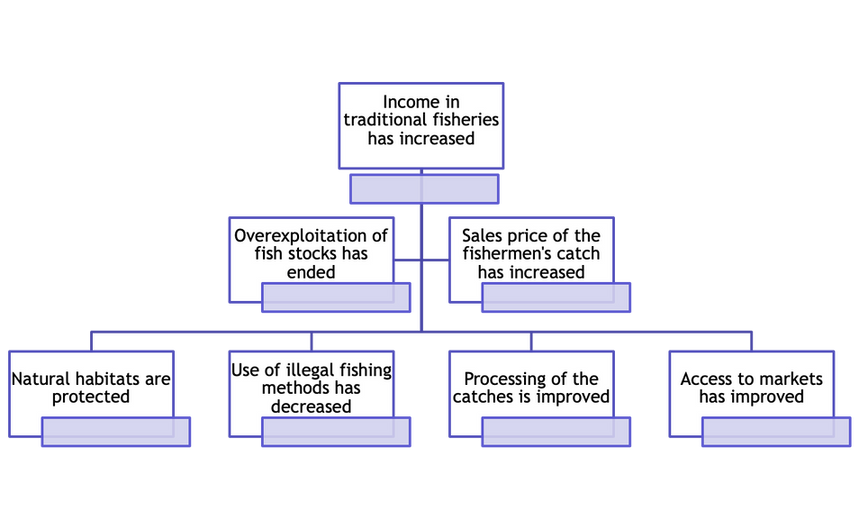 Income in
traditional fisheries
has increased
Overexploitation of
fish stocks has
ended
Sales price of the
fishermen's catch
has increased
Natural habitats are
protected
Use of illegal fishing
methods has
decreased
Processing of the
catches is improved
Access to markets
has improved